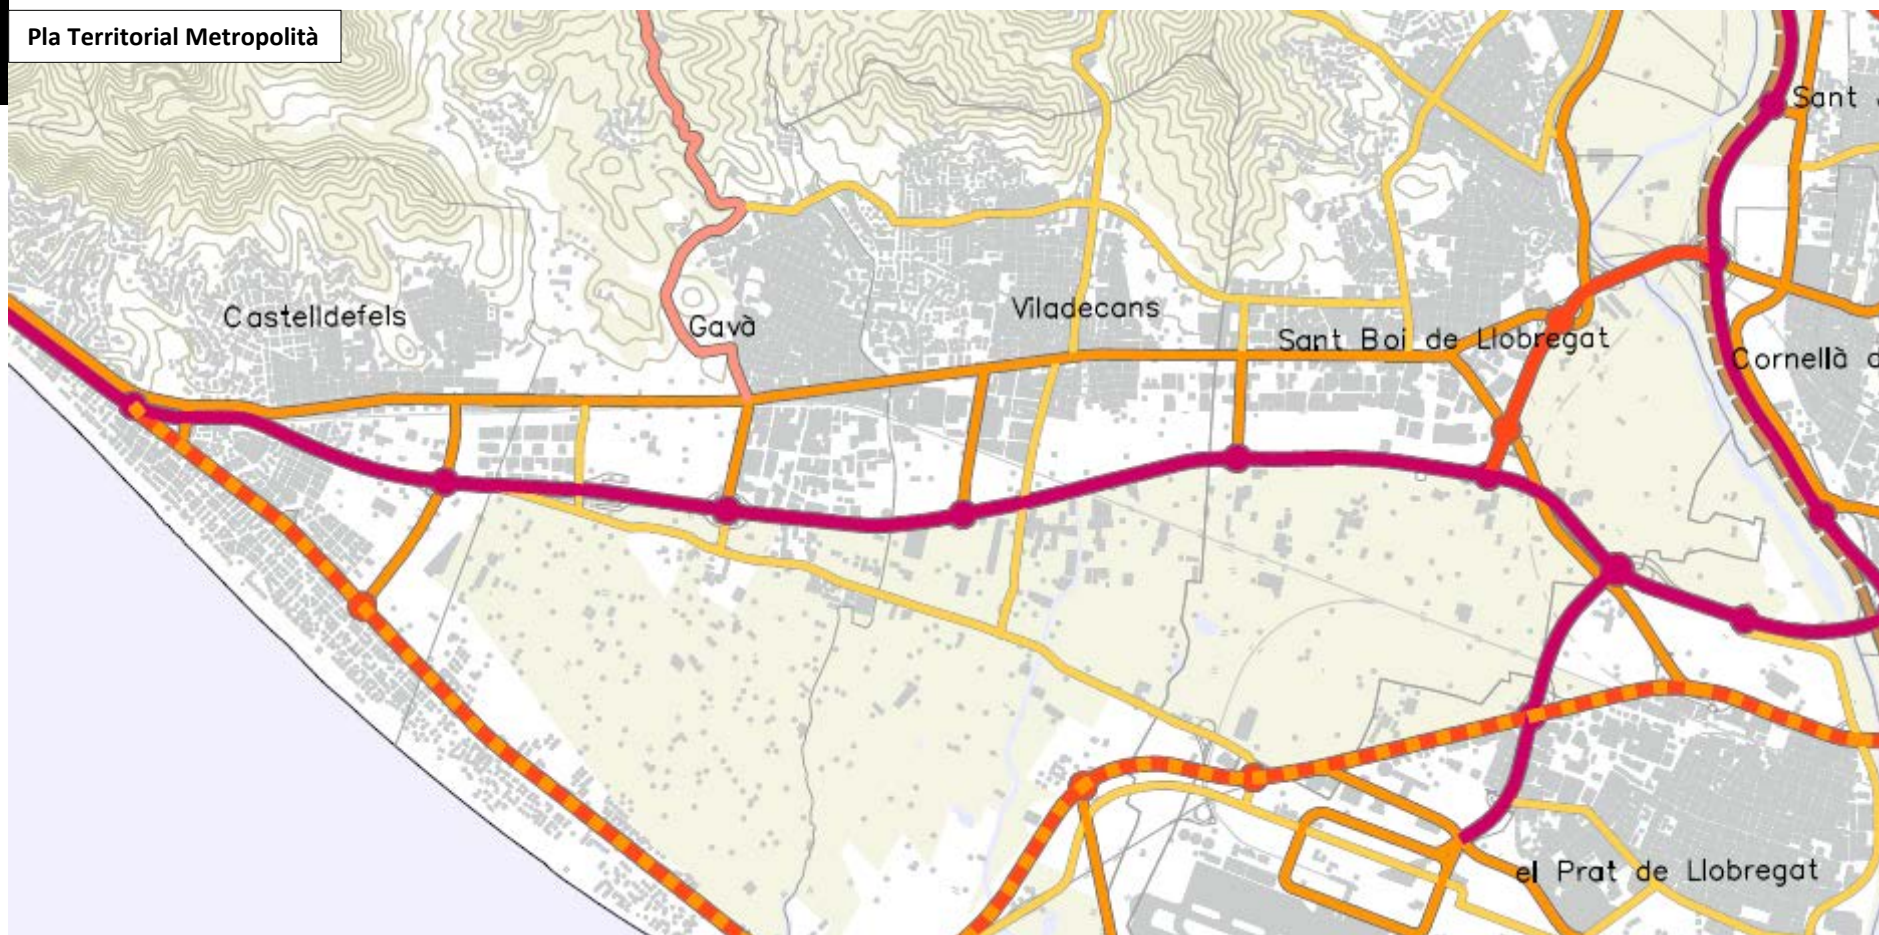 Pla Territorial Metropolità
Sant
Castelldefels
Gavà
Viladecans
Sant Boi de Llobregat
Cornellà d
el Prat de Llobregat